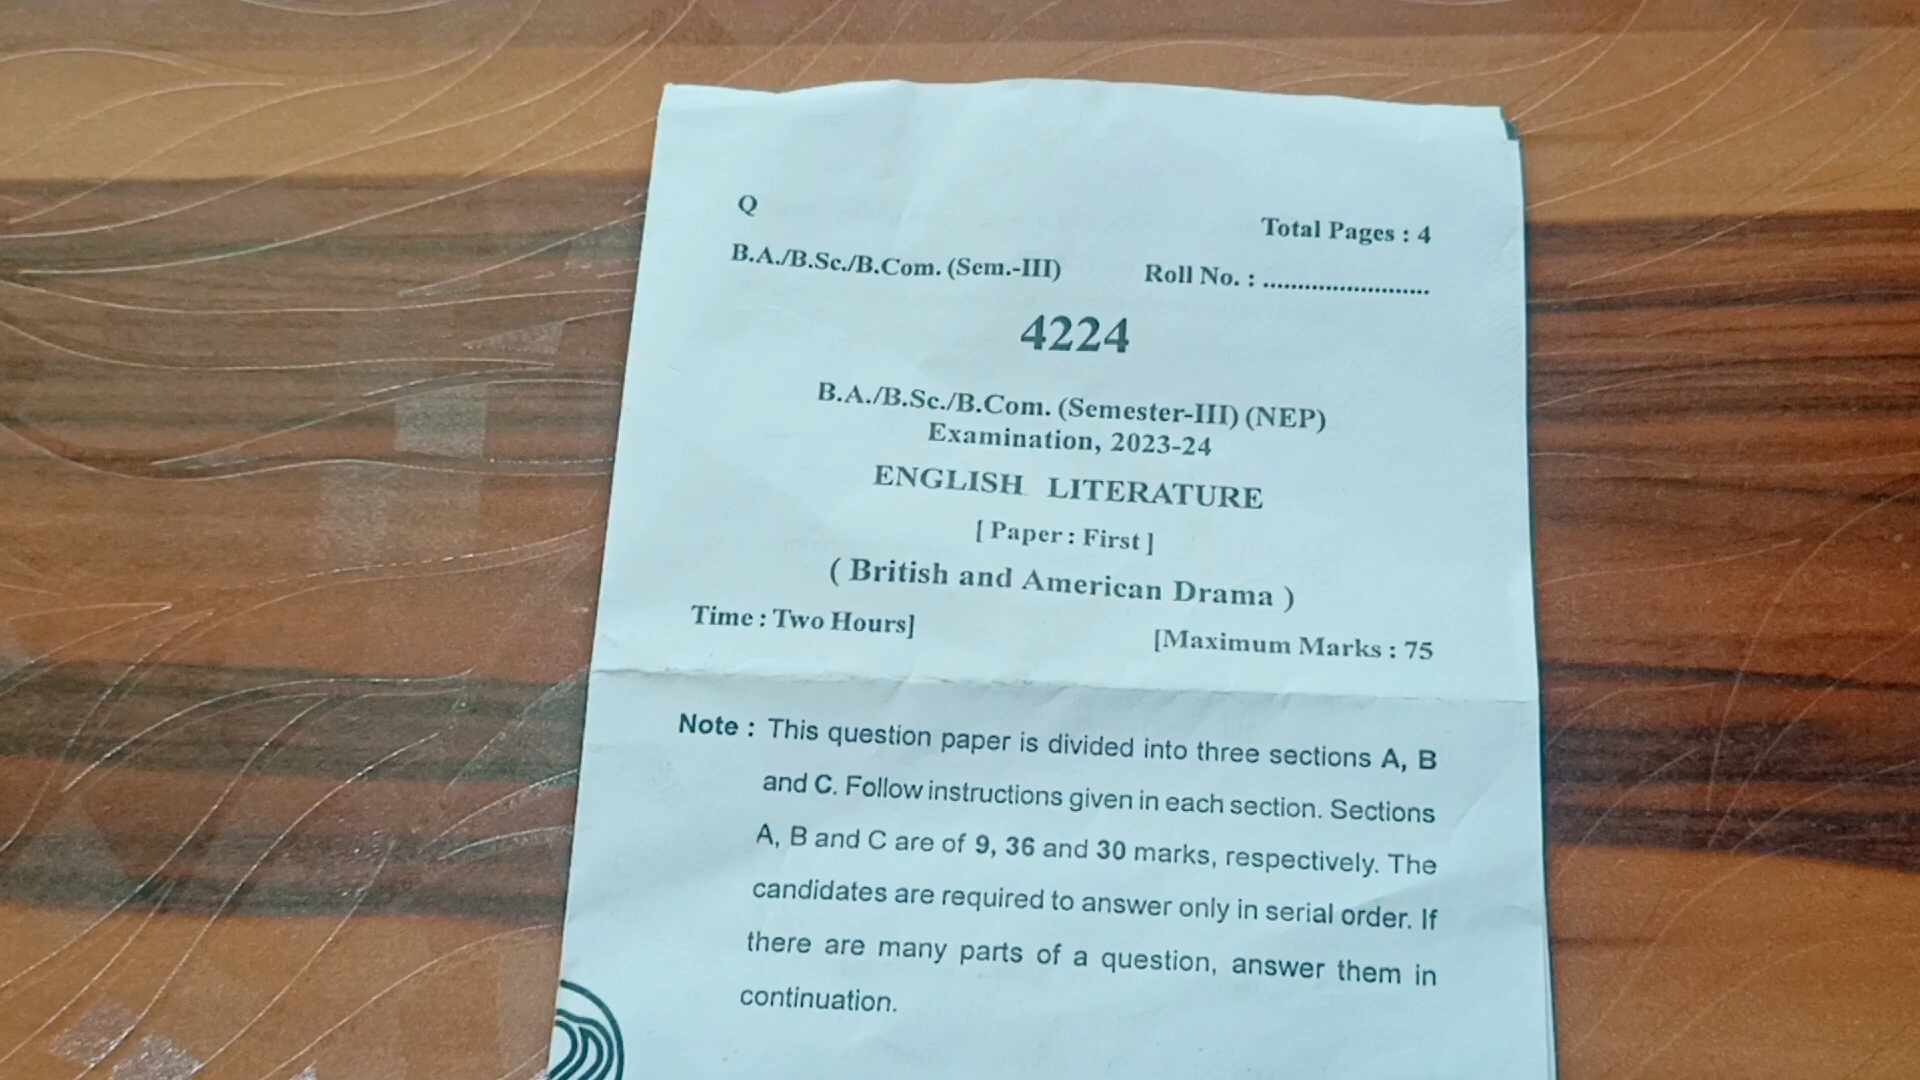 Q
Total Pages : 4
B.A./B.Sc./B.Com. (Sem.-III) Roll No. : ........................
4224
B.A./B.Sc./B.Com. (Semester-III) (NEP)
Examination, 2023-24
ENGLISH LITERATURE
[ Paper : First ]
( British and American Drama )
Time : Two Hours] [Maximum Marks : 75
Note : This question paper is divided into three sections A, B
and C. Follow instructions given in each section. Sections
A, B and C are of 9, 36 and 30 marks, respectively. The
candidates are required to answer only in serial order. If
there are many parts of a question, answer them in
continuation.